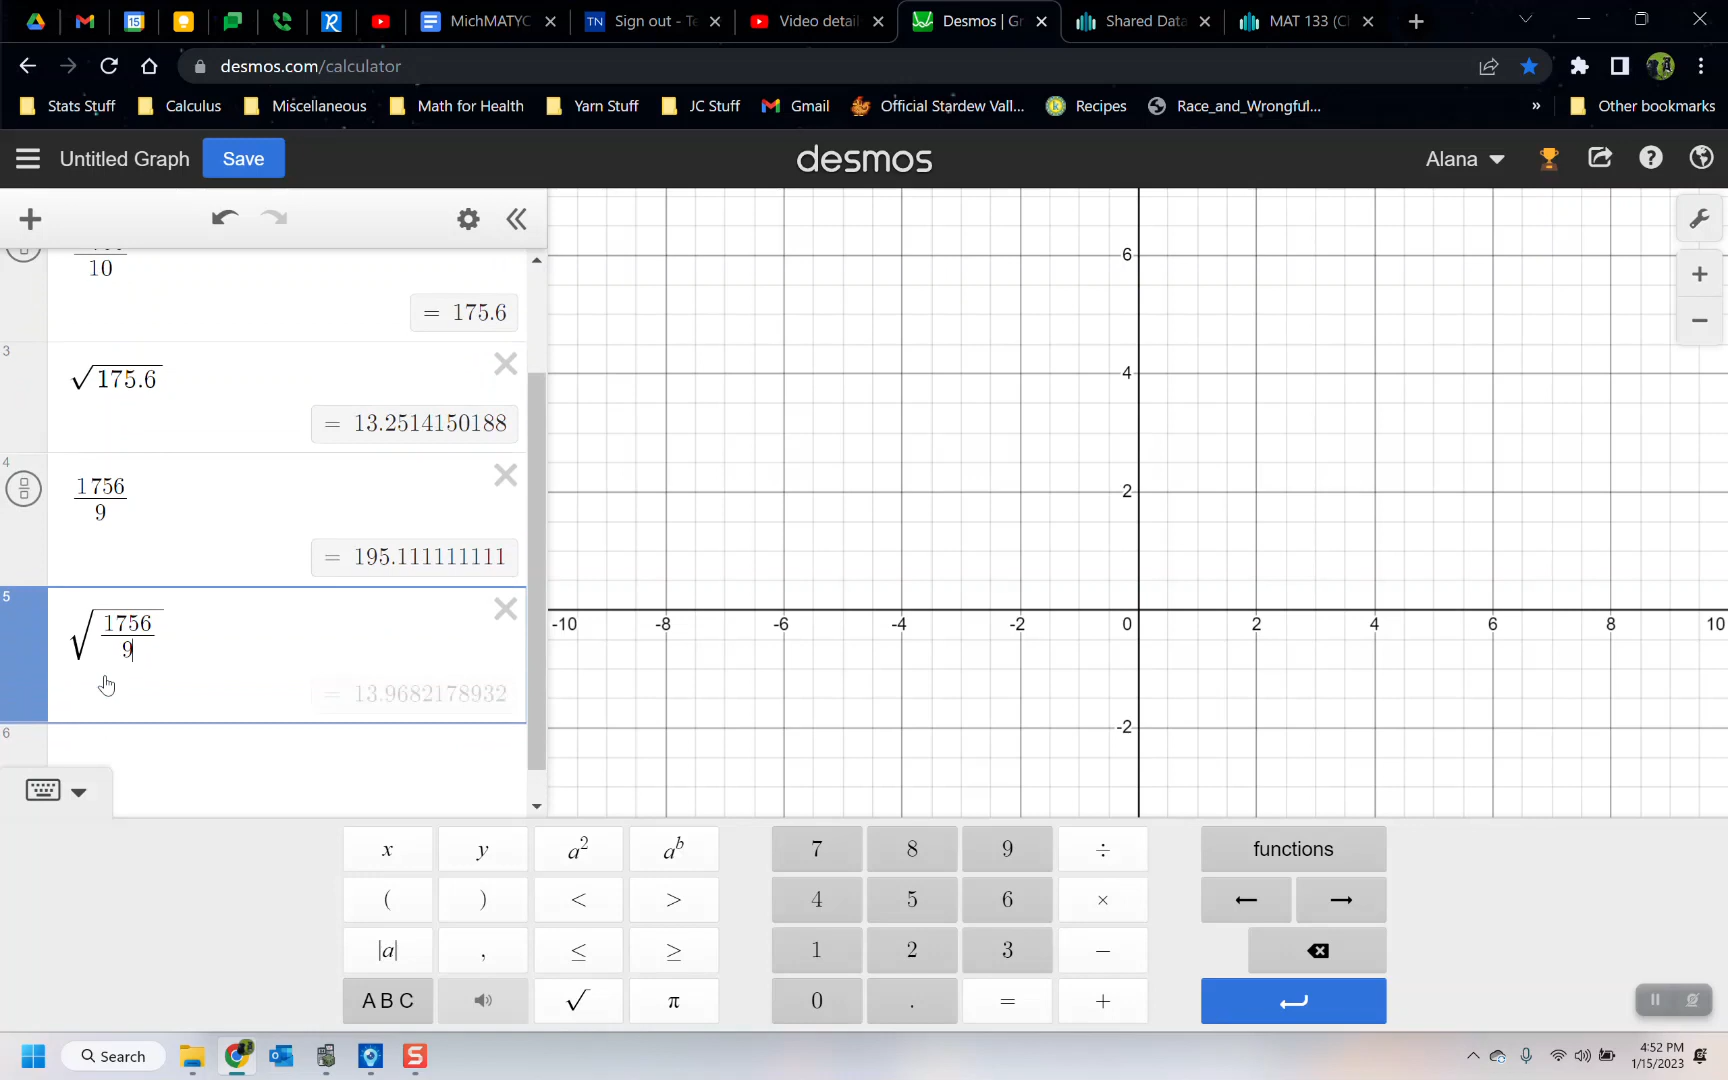 MichMATYC
Sign out - Te
Video detail
Desmos | Gr
Shared Data
MAT 133 (C
desmos.com/calculator
Stats Stuff
Calculus
Miscellaneous
Math for Health
Yarn Stuff
JC Stuff
Gmail
Official Stardew Vall...
Recipes
Race_and_Wrongful...
»
Other bookmarks
Untitled Graph
Save
desmos
Alana
10
= 175.6
3
√175.6
= 13.2514150188
4
1756
9
= 195.111111111
5
√1756
9
= 13.9682178932
6
6
4
2
-10 -8 -6 -4 -2 0 2 4 6 8 10
-2
x y a² aᵇ 7 8 9 ÷ functions
( ) < > 4 5 6 × ← →
|a| , ≤ ≥ 1 2 3 −
A B C √ π 0 . = +
Search
4:52 PM
1/15/2023